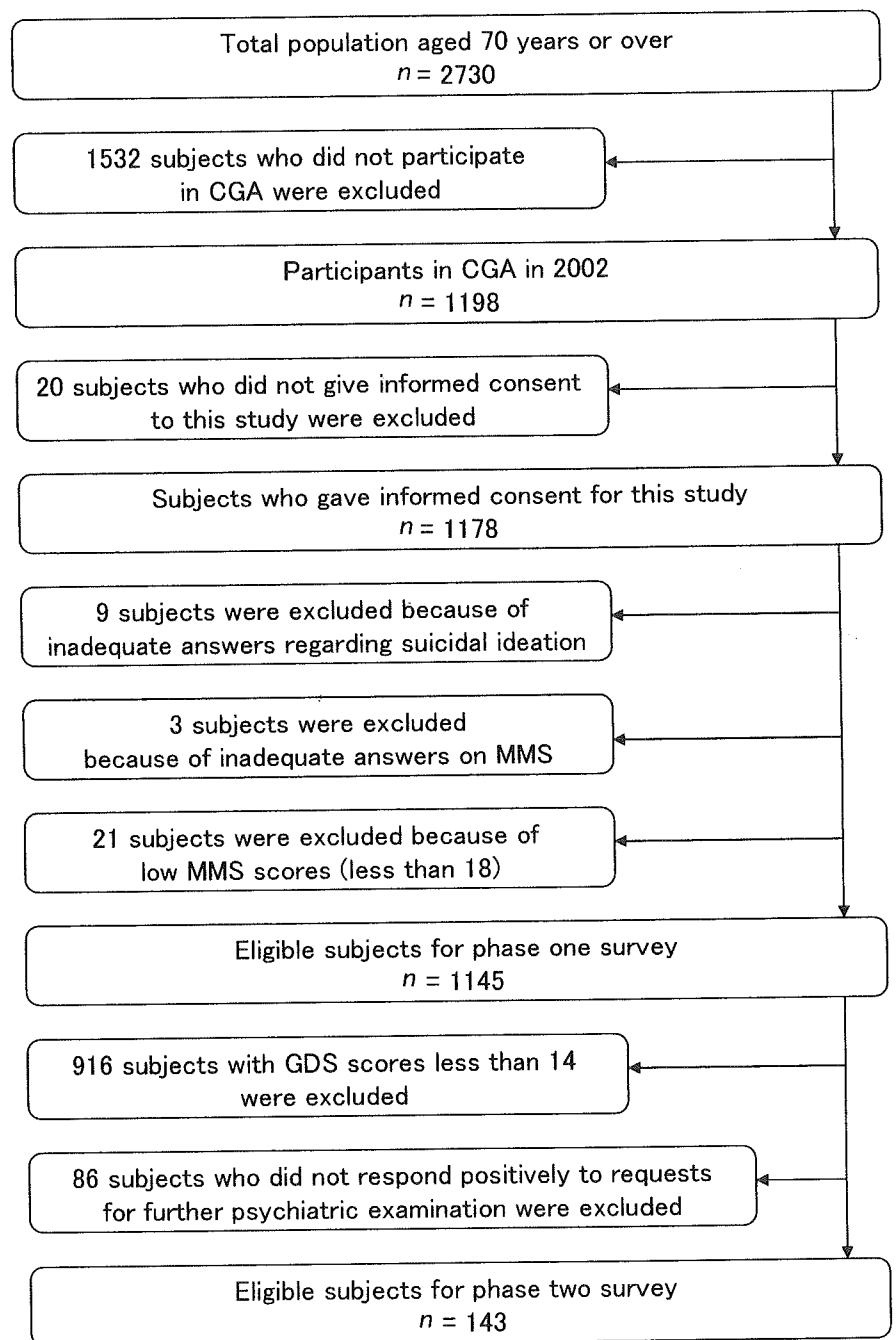 Total population aged 70 years or over
n = 2730
1532 subjects who did not participate
in CGA were excluded
Participants in CGA in 2002
n = 1198
20 subjects who did not give informed consent
to this study were excluded
Subjects who gave informed consent for this study
n = 1178
9 subjects were excluded because of
inadequate answers regarding suicidal ideation
3 subjects were excluded
because of inadequate answers on MMS
21 subjects were excluded because of
low MMS scores (less than 18)
Eligible subjects for phase one survey
n = 1145
916 subjects with GDS scores less than 14
were excluded
86 subjects who did not respond positively to requests
for further psychiatric examination were excluded
Eligible subjects for phase two survey
n = 143